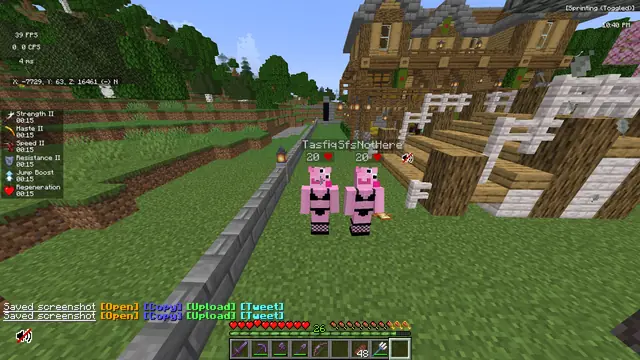 39 FPS
[Sprinting (Toggled)]
0.0 CPS
10:40 PM
4 ms
X: -7729, Y: 63, Z: 16461 (-) N
Strength II
00:15
Haste II
00:15
Speed II
00:15
Resistance II
00:15
Jump Boost
00:15
Regeneration
00:15
20 20
Saved screenshot [Open] [Copy] [Upload] [Tweet]
Saved screenshot [Open] [Copy] [Upload] [Tweet]
26
48